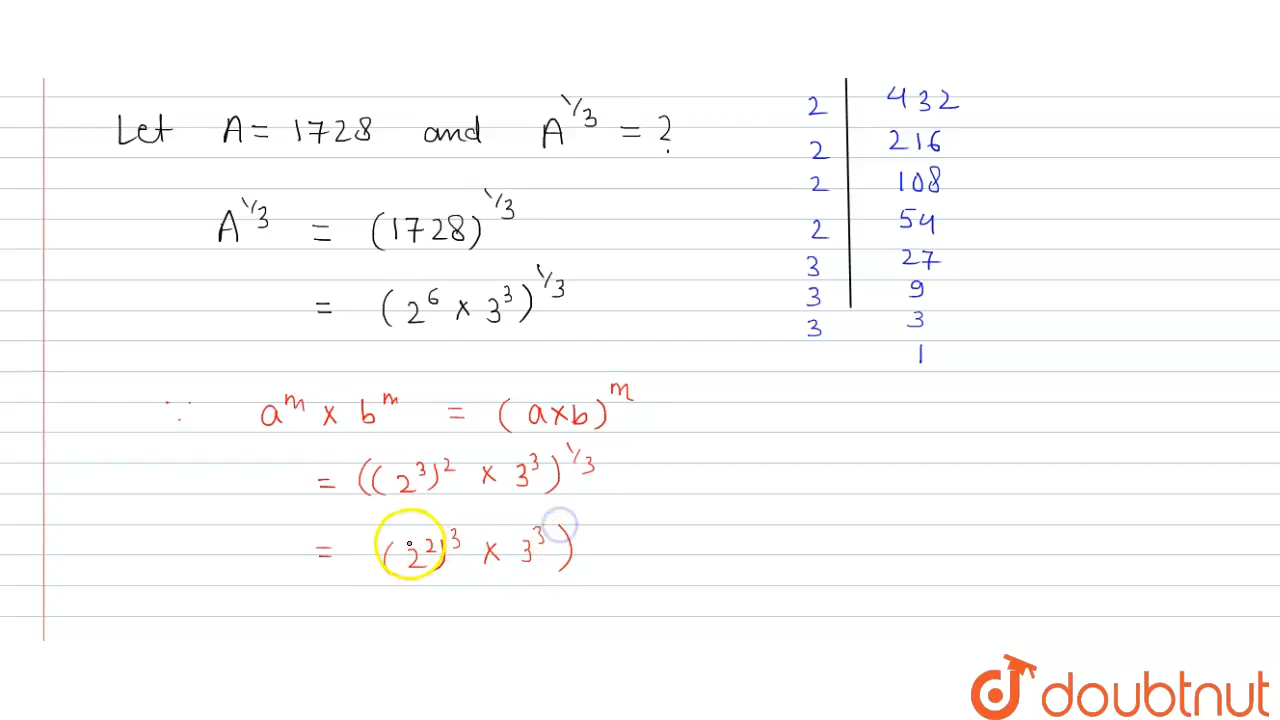 Let A = 1728 and A^1/3 = ?
A^1/3 = (1728)^1/3
= (2^6 × 3^3)^1/3
∵ a^m × b^m = (a×b)^m
= ((2^3)^2 × 3^3)^1/3
= (2^2)^3 × 3^3)
2 | 432
2 | 216
2 | 108
2 | 54
3 | 27
3 | 9
3 3
1
doubtnut